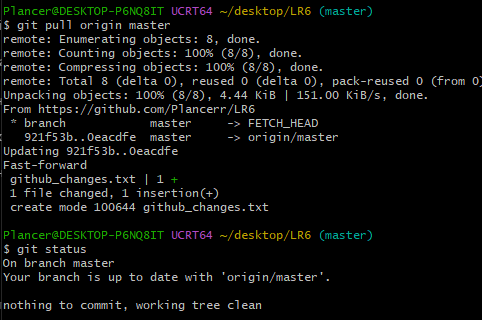 Plancer@DESKTOP-P6NQ8IT UCRT64 ~/desktop/LR6 (master)
$ git pull origin master
remote: Enumerating objects: 8, done.
remote: Counting objects: 100% (8/8), done.
remote: Compressing objects: 100% (8/8), done.
remote: Total 8 (delta 0), reused 0 (delta 0), pack-reused 0 (from 0)
Unpacking objects: 100% (8/8), 4.44 KiB | 151.00 KiB/s, done.
From https://github.com/Plancerr/LR6
 * branch            master     -> FETCH_HEAD
   921f53b..0eacdfe  master     -> origin/master
Updating 921f53b..0eacdfe
Fast-forward
 github_changes.txt | 1 +
 1 file changed, 1 insertion(+)
 create mode 100644 github_changes.txt

Plancer@DESKTOP-P6NQ8IT UCRT64 ~/desktop/LR6 (master)
$ git status
On branch master
Your branch is up to date with 'origin/master'.

nothing to commit, working tree clean